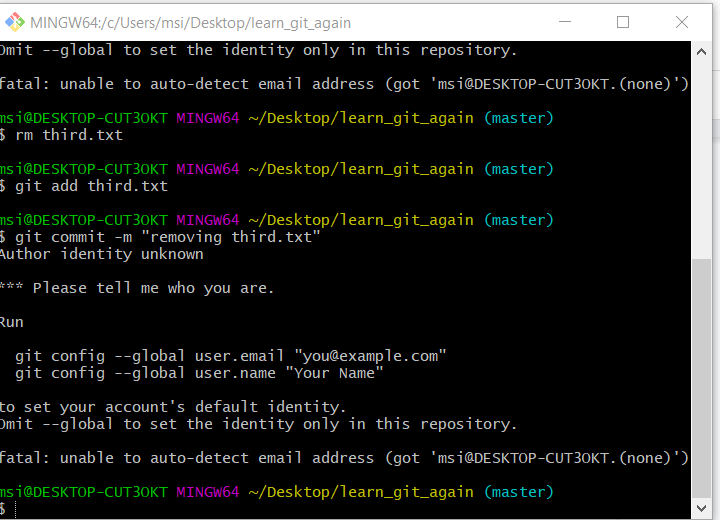 MINGW64:/c/Users/msi/Desktop/learn_git_again
Omit --global to set the identity only in this repository.
fatal: unable to auto-detect email address (got 'msi@DESKTOP-CUT3OKT.(none)')
msi@DESKTOP-CUT3OKT MINGW64 ~/Desktop/learn_git_again (master)
$ rm third.txt
msi@DESKTOP-CUT3OKT MINGW64 ~/Desktop/learn_git_again (master)
$ git add third.txt
msi@DESKTOP-CUT3OKT MINGW64 ~/Desktop/learn_git_again (master)
$ git commit -m "removing third.txt"
Author identity unknown
*** Please tell me who you are.
Run
git config --global user.email "you@example.com"
git config --global user.name "Your Name"
to set your account's default identity.
Omit --global to set the identity only in this repository.
fatal: unable to auto-detect email address (got 'msi@DESKTOP-CUT3OKT.(none)')
msi@DESKTOP-CUT3OKT MINGW64 ~/Desktop/learn_git_again (master)
$